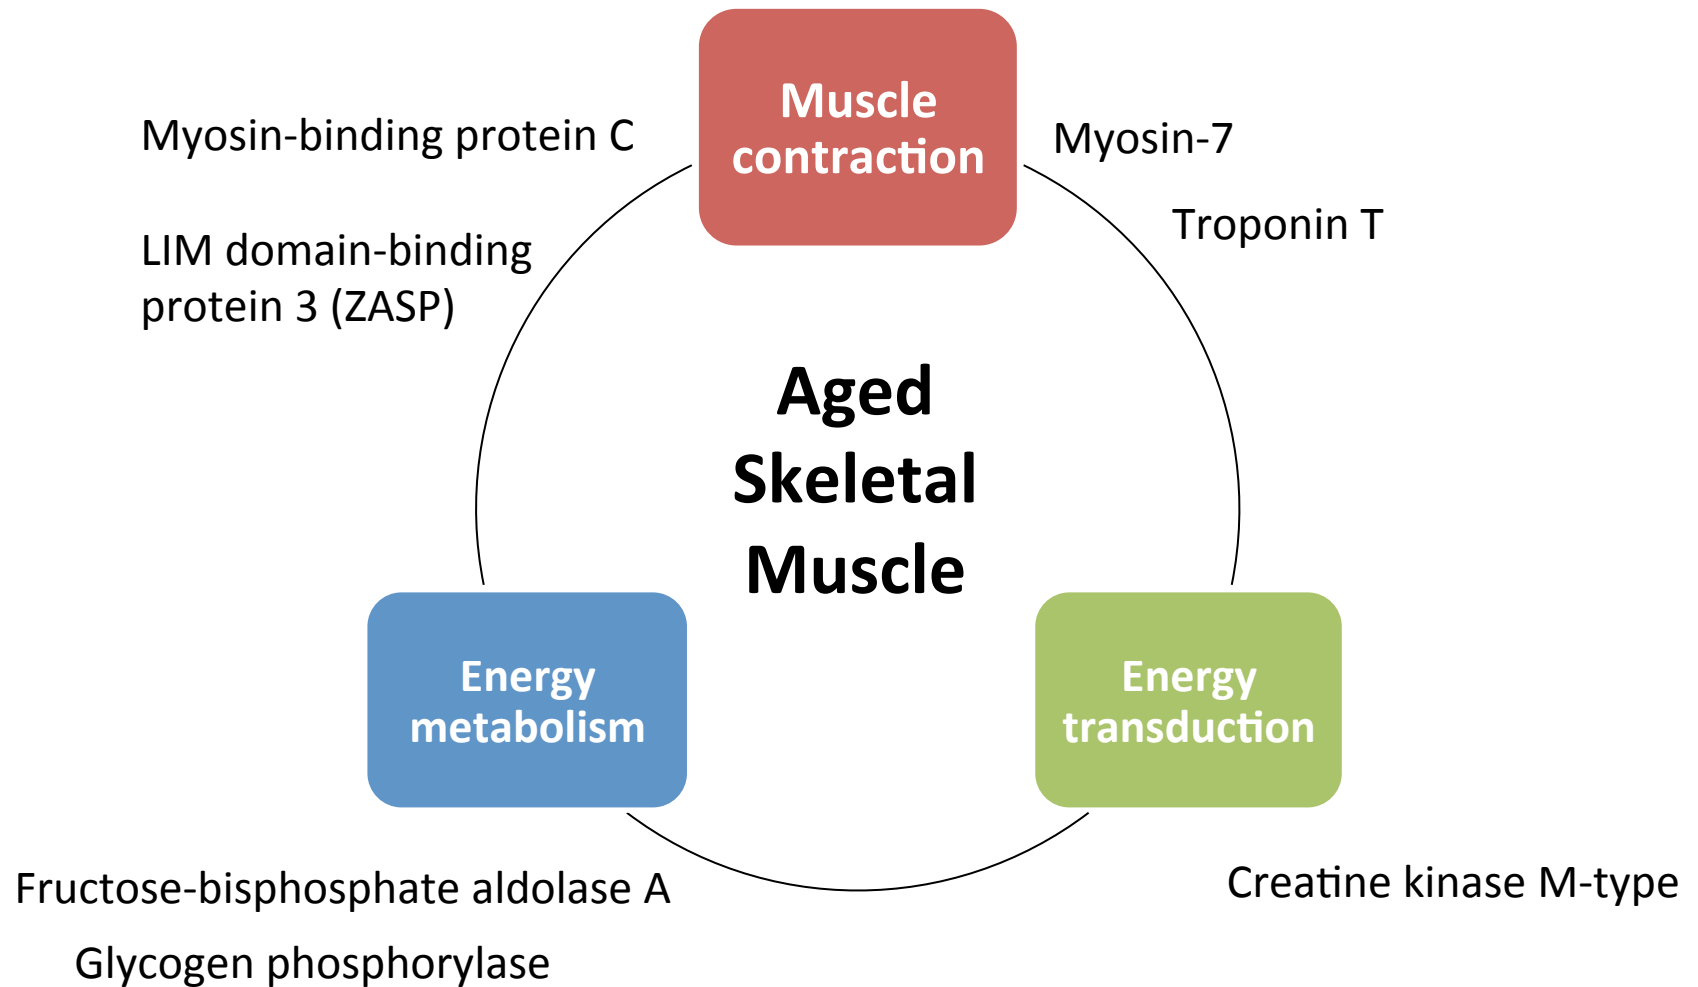 Muscle
contraction
Myosin-binding protein C
Myosin-7
Troponin T
LIM domain-binding
protein 3 (ZASP)
Aged
Skeletal
Muscle
Energy
metabolism
Energy
transduction
Fructose-bisphosphate aldolase A
Glycogen phosphorylase
Creatine kinase M-type